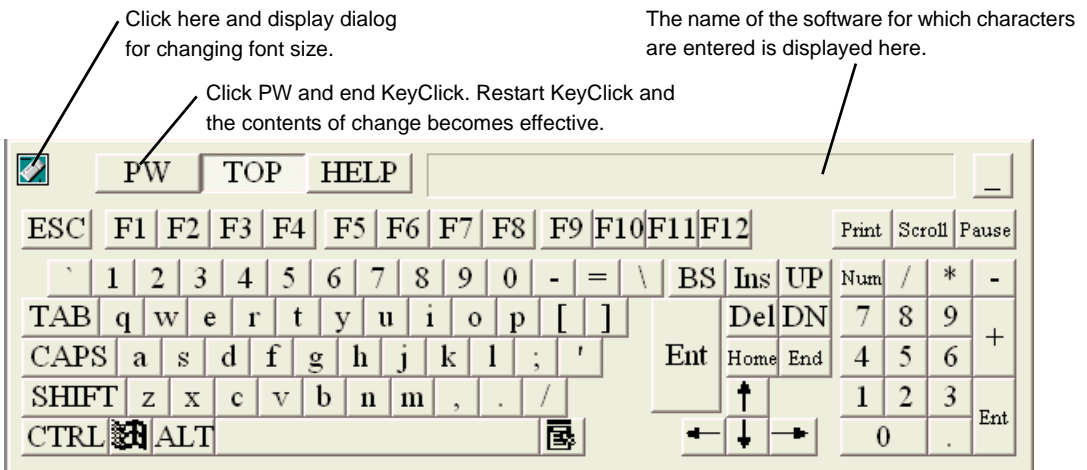 Click here and display dialog
for changing font size.
The name of the software for which characters
are entered is displayed here.
Click PW and end KeyClick. Restart KeyClick and
the contents of change becomes effective.
PW TOP HELP _
ESC F1 F2 F3 F4 F5 F6 F7 F8 F9 F10 F11 F12 Print Scroll Pause
` 1 2 3 4 5 6 7 8 9 0 - = \ BS Ins UP Num / * -
TAB q w e r t y u i o p [ ] Del DN 7 8 9 +
CAPS a s d f g h j k l ; ' Ent Home End 4 5 6
SHIFT z x c v b n m , . / 1 2 3 Ent
CTRL ALT 0 .